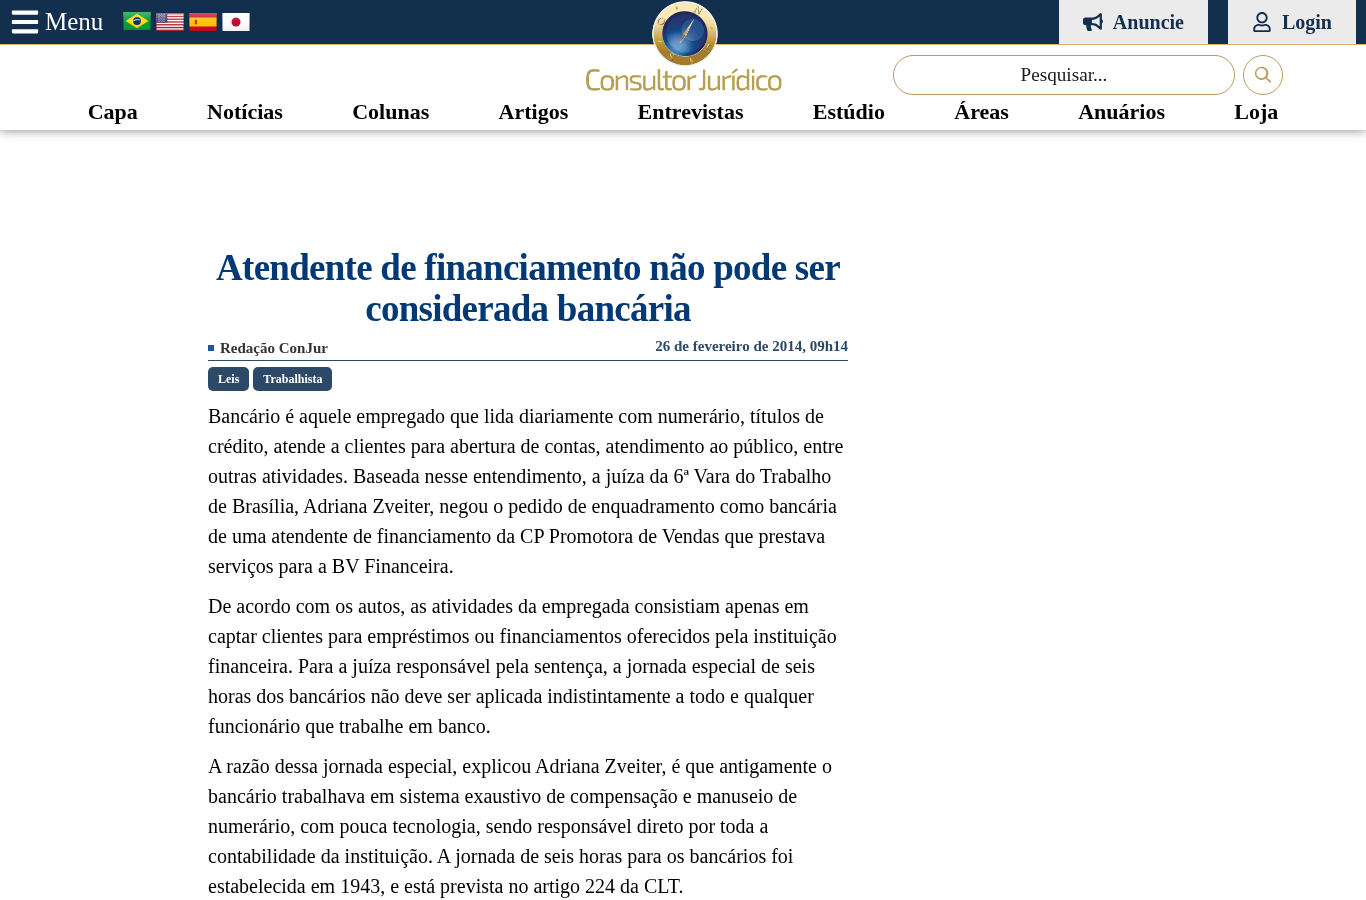 Menu
Anuncie
Login
Consultor Jurídico
Pesquisar...
Capa Notícias Colunas Artigos Entrevistas Estúdio Áreas Anuários Loja
Atendente de financiamento não pode ser
considerada bancária
Redação ConJur
26 de fevereiro de 2014, 09h14
Leis Trabalhista
Bancário é aquele empregado que lida diariamente com numerário, títulos de
crédito, atende a clientes para abertura de contas, atendimento ao público, entre
outras atividades. Baseada nesse entendimento, a juíza da 6ª Vara do Trabalho
de Brasília, Adriana Zveiter, negou o pedido de enquadramento como bancária
de uma atendente de financiamento da CP Promotora de Vendas que prestava
serviços para a BV Financeira.
De acordo com os autos, as atividades da empregada consistiam apenas em
captar clientes para empréstimos ou financiamentos oferecidos pela instituição
financeira. Para a juíza responsável pela sentença, a jornada especial de seis
horas dos bancários não deve ser aplicada indistintamente a todo e qualquer
funcionário que trabalhe em banco.
A razão dessa jornada especial, explicou Adriana Zveiter, é que antigamente o
bancário trabalhava em sistema exaustivo de compensação e manuseio de
numerário, com pouca tecnologia, sendo responsável direto por toda a
contabilidade da instituição. A jornada de seis horas para os bancários foi
estabelecida em 1943, e está prevista no artigo 224 da CLT.